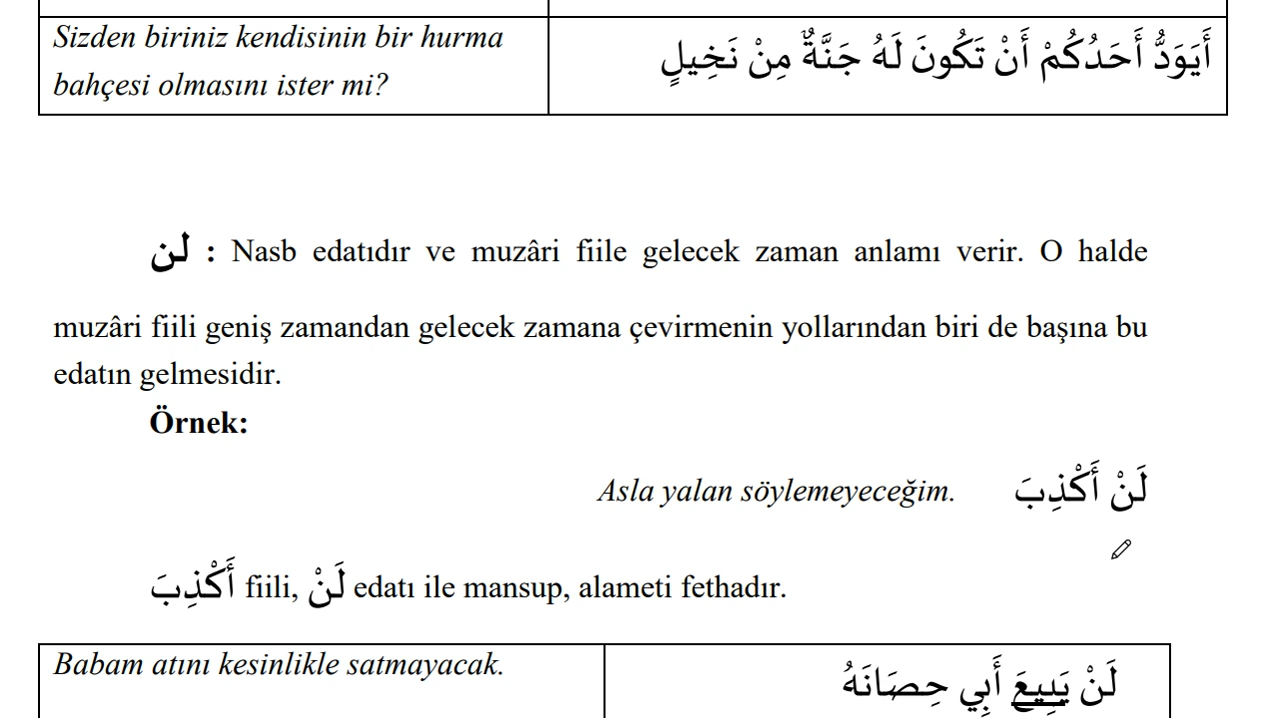 Sizden biriniz kendisinin bir hurma
bahçesi olmasını ister mi?
أَيَوَدُّ أَحَدُكُمْ أَنْ تَكُونَ لَهُ جَنَّةٌ مِنْ نَخِيلٍ
لن : Nasb edatıdır ve muzâri fiile gelecek zaman anlamı verir. O halde
muzâri fiili geniş zamandan gelecek zamana çevirmenin yollarından biri de başına bu
edatın gelmesidir.
Örnek:
Asla yalan söylemeyeceğim. لَنْ أَكْذِبَ
أَكْذِبَ fiili, لَنْ edatı ile mansup, alameti fethadır.
Babam atını kesinlikle satmayacak.
لَنْ يَبِيعَ أَبِي حِصَانَهُ